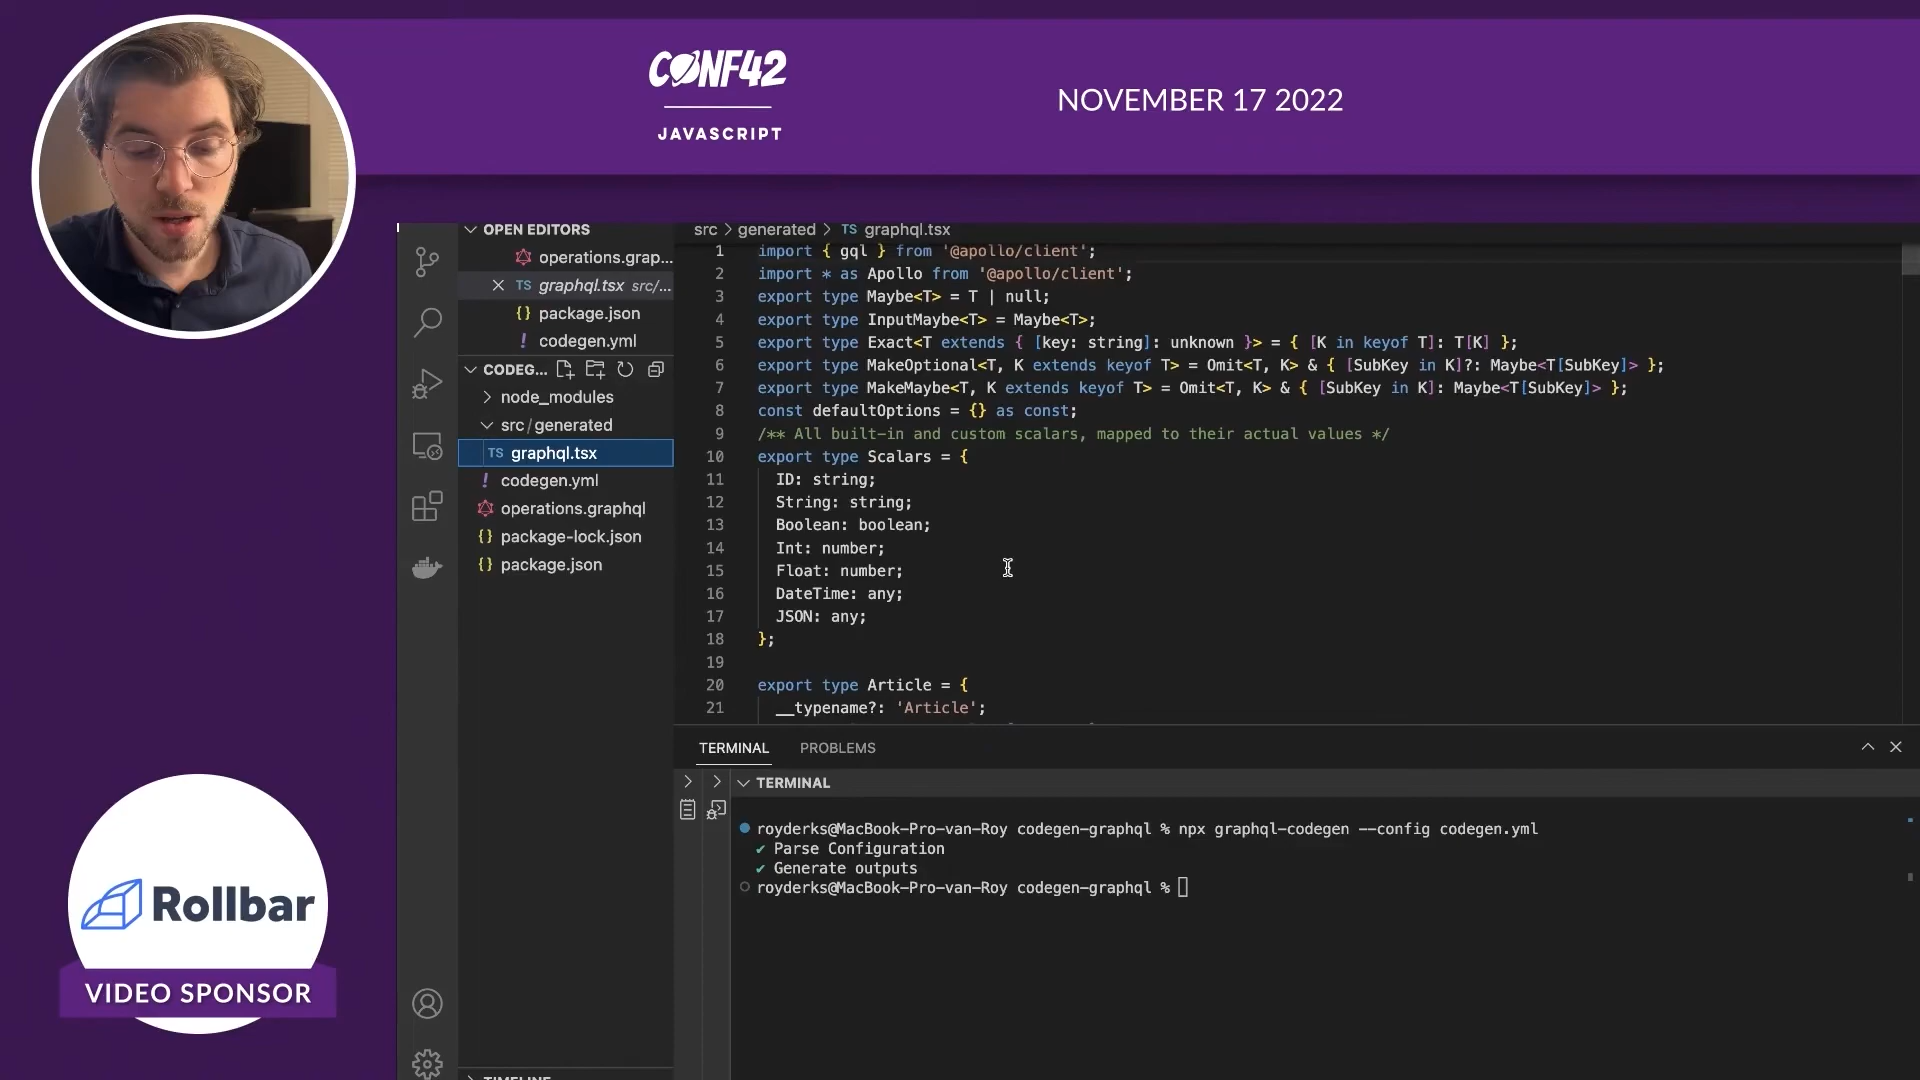 CONF42
JAVASCRIPT
NOVEMBER 17 2022
OPEN EDITORS
operations.grap...
graphql.tsx src/...
package.json
codegen.yml
CODEG...
node_modules
src/generated
graphql.tsx
codegen.yml
operations.graphql
package-lock.json
package.json
src > generated > TS graphql.tsx
1 import { gql } from '@apollo/client';
2 import * as Apollo from '@apollo/client';
3 export type Maybe<T> = T | null;
4 export type InputMaybe<T> = Maybe<T>;
5 export type Exact<T extends { [key: string]: unknown }> = { [K in keyof T]: T[K] };
6 export type MakeOptional<T, K extends keyof T> = Omit<T, K> & { [SubKey in K]?: Maybe<T[SubKey]> };
7 export type MakeMaybe<T, K extends keyof T> = Omit<T, K> & { [SubKey in K]: Maybe<T[SubKey]> };
8 const defaultOptions = {} as const;
9 /** All built-in and custom scalars, mapped to their actual values */
10 export type Scalars = {
11 ID: string;
12 String: string;
13 Boolean: boolean;
14 Int: number;
15 Float: number;
16 DateTime: any;
17 JSON: any;
18 };
19
20 export type Article = {
21 __typename?: 'Article';
TERMINAL PROBLEMS
TERMINAL
royderks@MacBook-Pro-van-Roy codegen-graphql % npx graphql-codegen --config codegen.yml
✔ Parse Configuration
✔ Generate outputs
royderks@MacBook-Pro-van-Roy codegen-graphql %
Rollbar
VIDEO SPONSOR
TIMELINE